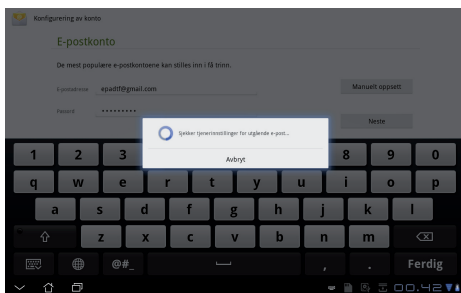 Konfigurering av konto
E-postkonto
De mest populære e-postkontoene kan stilles inn i få trinn.
E-postadresse epadtf@gmail.com
Manuelt oppsett
Passord •••••••••
Neste
Sjekker tjenerinnstillinger for utgående e-post...
Avbryt
1 2 3 8 9 0
q w e r t y u i o p
a s d f g h j k l
z x c v b n m
@#_ , . Ferdig
00.42